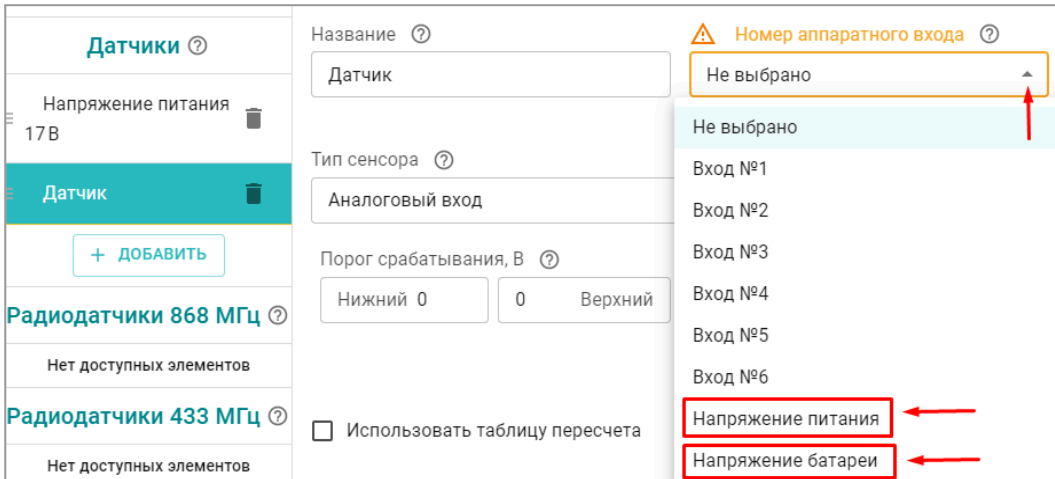 Датчики
Напряжение питания
17В
Датчик
+ ДОБАВИТЬ
Радиодатчики 868 МГц
Нет доступных элементов
Радиодатчики 433 МГц
Нет доступных элементов
Название
Датчик
Тип сенсора
Аналоговый вход
Порог срабатывания, В
Нижний 0
0 Верхний
Использовать таблицу пересчета
Номер аппаратного входа
Не выбрано
Не выбрано
Вход №1
Вход №2
Вход №3
Вход №4
Вход №5
Вход №6
Напряжение питания
Напряжение батареи